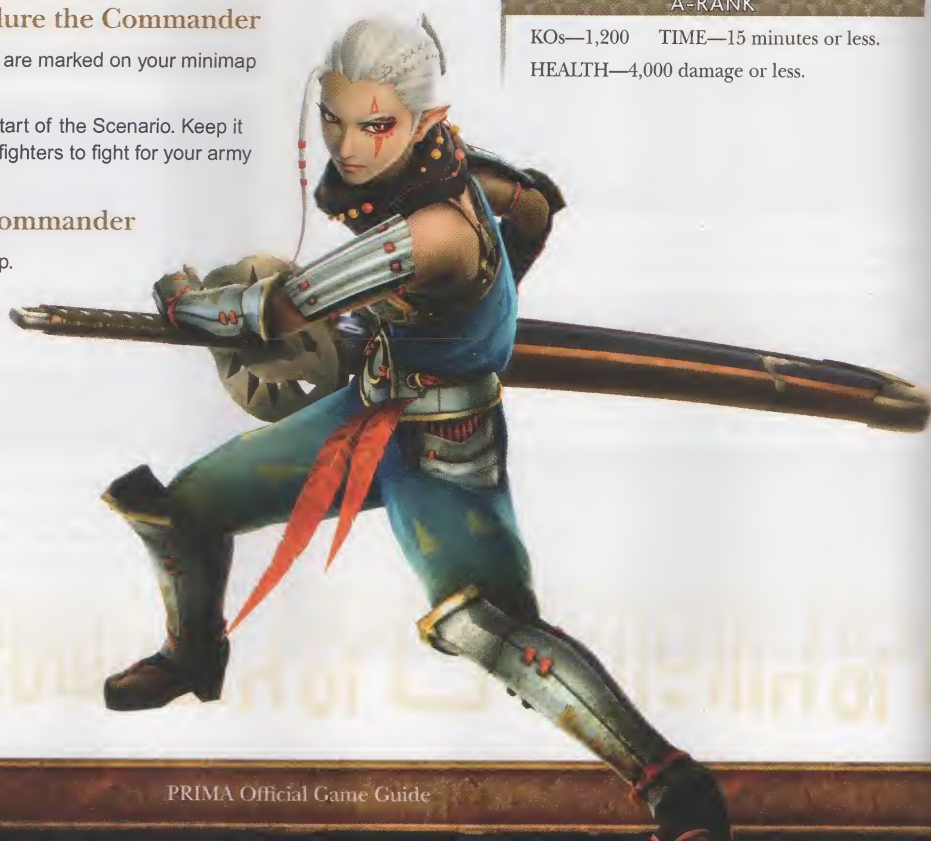 lure the Commander
are marked on your minimap
tart of the Scenario. Keep it
fighters to fight for your army
ommander
p.
A-RANK
KOs—1,200 TIME—15 minutes or less.
HEALTH—4,000 damage or less.
PRIMA Official Game Guide